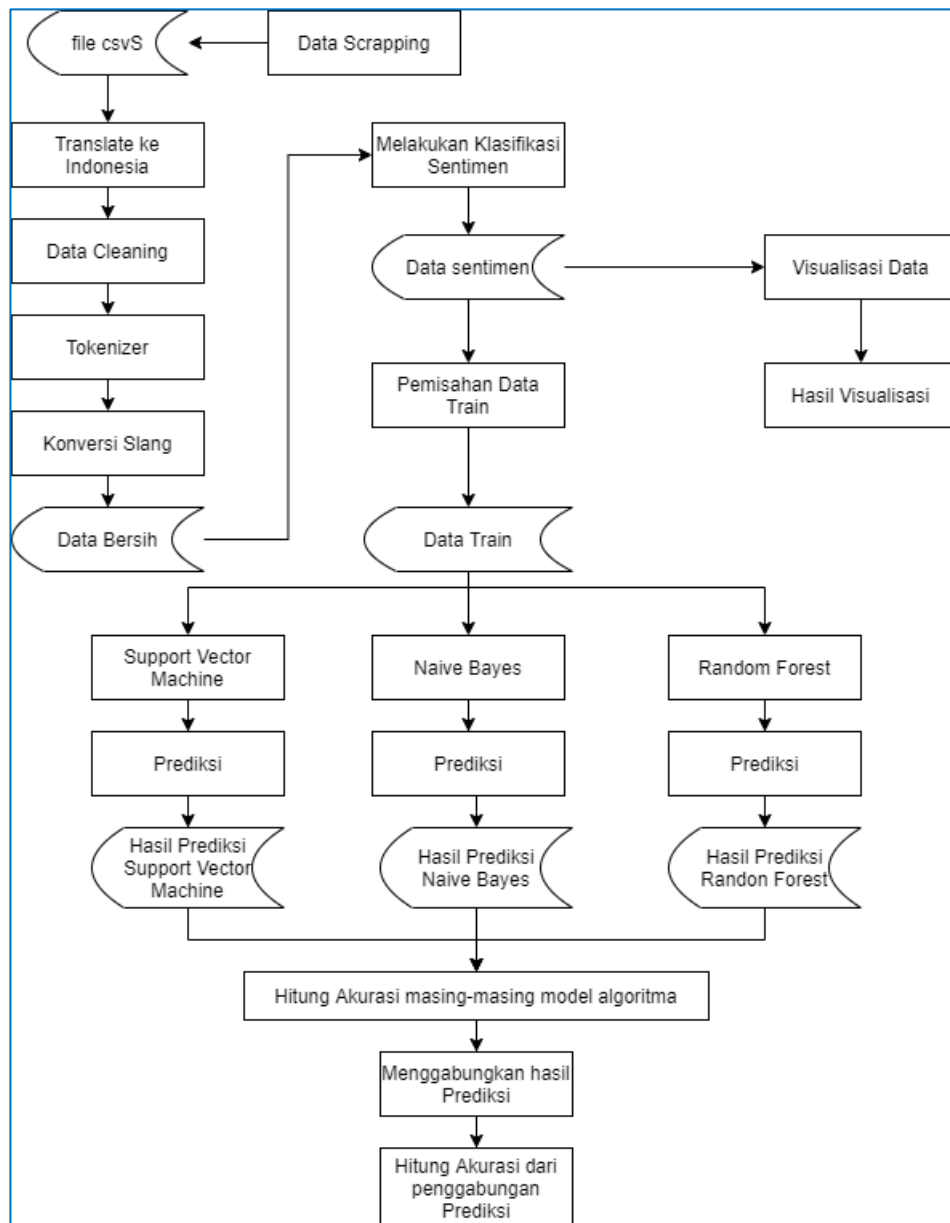 file csvS
Data Scrapping
Translate ke
Indonesia
Data Cleaning
Tokenizer
Konversi Slang
Data Bersih
Melakukan Klasifikasi
Sentimen
Data sentimen
Visualisasi Data
Hasil Visualisasi
Pemisahan Data
Train
Data Train
Support Vector
Machine
Naive Bayes
Random Forest
Prediksi
Prediksi
Prediksi
Hasil Prediksi
Support Vector
Machine
Hasil Prediksi
Naive Bayes
Hasil Prediksi
Randon Forest
Hitung Akurasi masing-masing model algoritma
Menggabungkan hasil
Prediksi
Hitung Akurasi dari
penggabungan
Prediksi